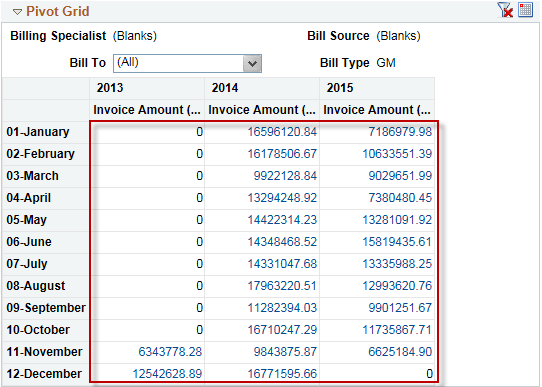 Pivot Grid
Billing Specialist (Blanks) Bill Source (Blanks)
Bill To (All) Bill Type GM
2013 2014 2015
Invoice Amount (... Invoice Amount (... Invoice Amount (...
01-January 0 16596120.84 7186979.98
02-February 0 16178506.67 10633551.39
03-March 0 9922128.84 9029651.99
04-April 0 13294248.92 7380480.45
05-May 0 14422314.23 13281091.92
06-June 0 14348468.52 15819435.61
07-July 0 14331047.68 13335988.25
08-August 0 17963220.51 12993620.76
09-September 0 11282394.03 9901251.67
10-October 0 16710247.29 11735867.71
11-November 6343778.28 9843875.87 6625184.90
12-December 12542628.89 16771595.66 0